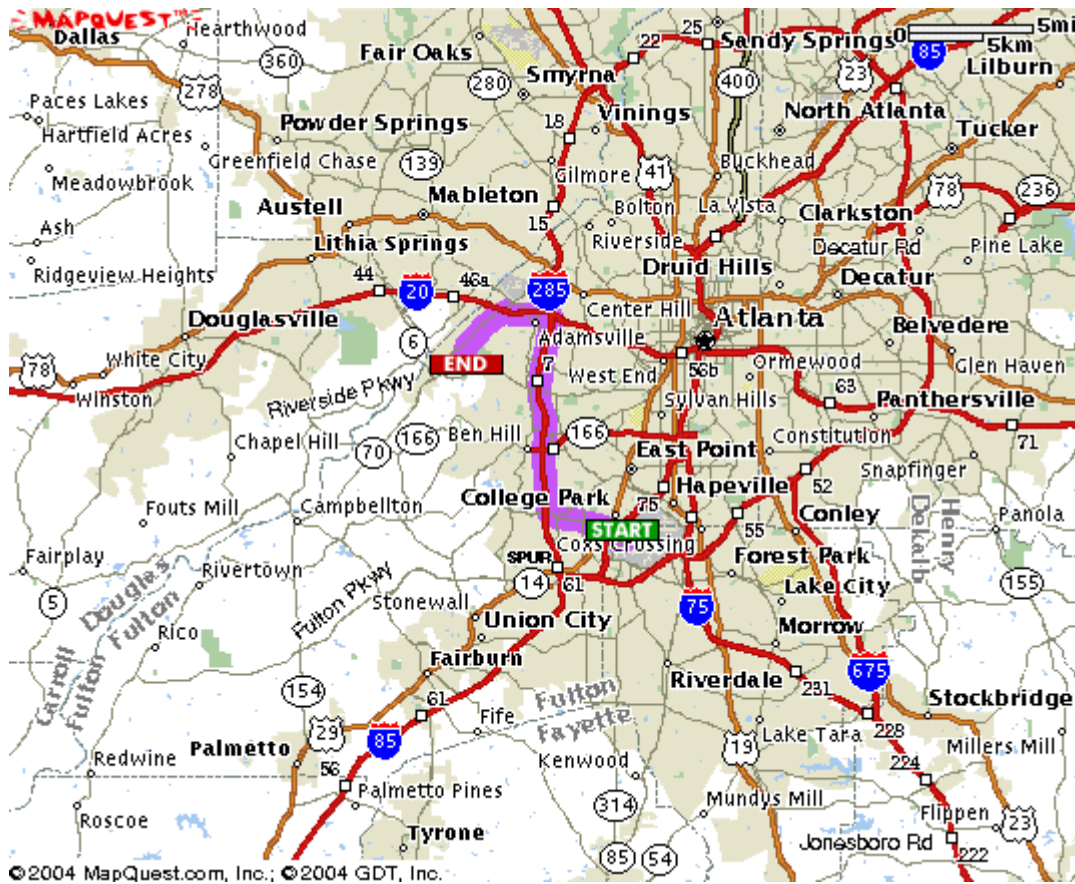 MAPQUEST
Dallas
Hearthwood
Fair Oaks
22
25
Sandy Springs
0
5mi
5km
85
Lilburn
360
278
280
Smyrna
400
23
Paces Lakes
Hartfield Acres
Powder Springs
18
Vinings
North Atlanta
Tucker
Greenfield Chase
139
Gilmore
41
Buckhead
Meadowbrook
Mableton
Bolton
La Vista
78
236
Austell
15
Riverside
Clarkston
Ash
Lithia Springs
Druid Hills
Decatur Rd
Pine Lake
Ridgeview Heights
44
20
46a
285
Center Hill
Decatur
Douglasville
6
Adamsville
Atlanta
Belvedere
78
White City
END
7
West End
56b
Ormewood
Glen Haven
Winston
Riverside Pkwy
Sylvan Hills
63
Panthersville
Chapel Hill
70
166
Ben Hill
166
East Point
Constitution
71
Snapfinger
Fouts Mill
Campbellton
College Park
75
Hapeville
52
Henry
Dekalb
Panola
START
55
Conley
Fairplay
Rivertown
Coxs Crossing
SPUR
Forest Park
5
Douglas
Fulton
Fulton Pkwy
14
61
Lake City
155
Stonewall
75
Rico
Union City
Morrow
Carroll
Fulton
Fairburn
675
154
Riverdale
231
Stockbridge
61
Fife
Fulton
Fayette
29
85
Lake Tara
228
Palmetto
19
Millers Mill
Redwine
56
Kenwood
224
Palmetto Pines
314
Mundys Mill
Flippen
Roscoe
23
Tyrone
85
54
Jonesboro Rd
222
©2004 MapQuest.com, Inc.; ©2004 GDT, Inc.